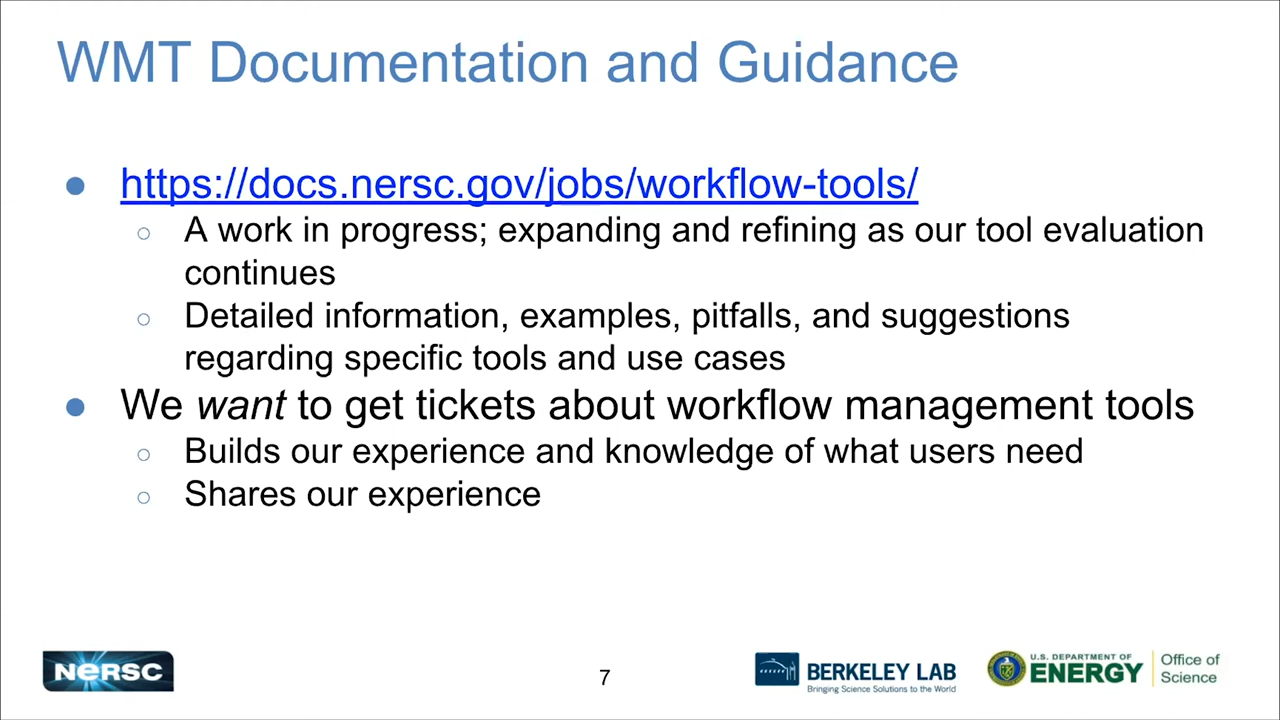 WMT Documentation and Guidance
● https://docs.nersc.gov/jobs/workflow-tools/
○ A work in progress; expanding and refining as our tool evaluation
continues
○ Detailed information, examples, pitfalls, and suggestions
regarding specific tools and use cases
● We want to get tickets about workflow management tools
○ Builds our experience and knowledge of what users need
○ Shares our experience
NERSC
7
BERKELEY LAB
Bringing Science Solutions to the World
U.S. DEPARTMENT OF
ENERGY
Office of
Science